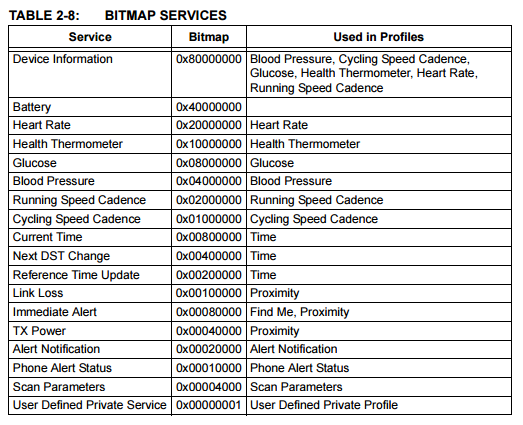 TABLE 2-8: BITMAP SERVICES
Service Bitmap Used in Profiles
Device Information 0x80000000 Blood Pressure, Cycling Speed Cadence,
Glucose, Health Thermometer, Heart Rate,
Running Speed Cadence
Battery 0x40000000
Heart Rate 0x20000000 Heart Rate
Health Thermometer 0x10000000 Health Thermometer
Glucose 0x08000000 Glucose
Blood Pressure 0x04000000 Blood Pressure
Running Speed Cadence 0x02000000 Running Speed Cadence
Cycling Speed Cadence 0x01000000 Cycling Speed Cadence
Current Time 0x00800000 Time
Next DST Change 0x00400000 Time
Reference Time Update 0x00200000 Time
Link Loss 0x00100000 Proximity
Immediate Alert 0x00080000 Find Me, Proximity
TX Power 0x00040000 Proximity
Alert Notification 0x00020000 Alert Notification
Phone Alert Status 0x00010000 Phone Alert Status
Scan Parameters 0x00004000 Scan Parameters
User Defined Private Service 0x00000001 User Defined Private Profile